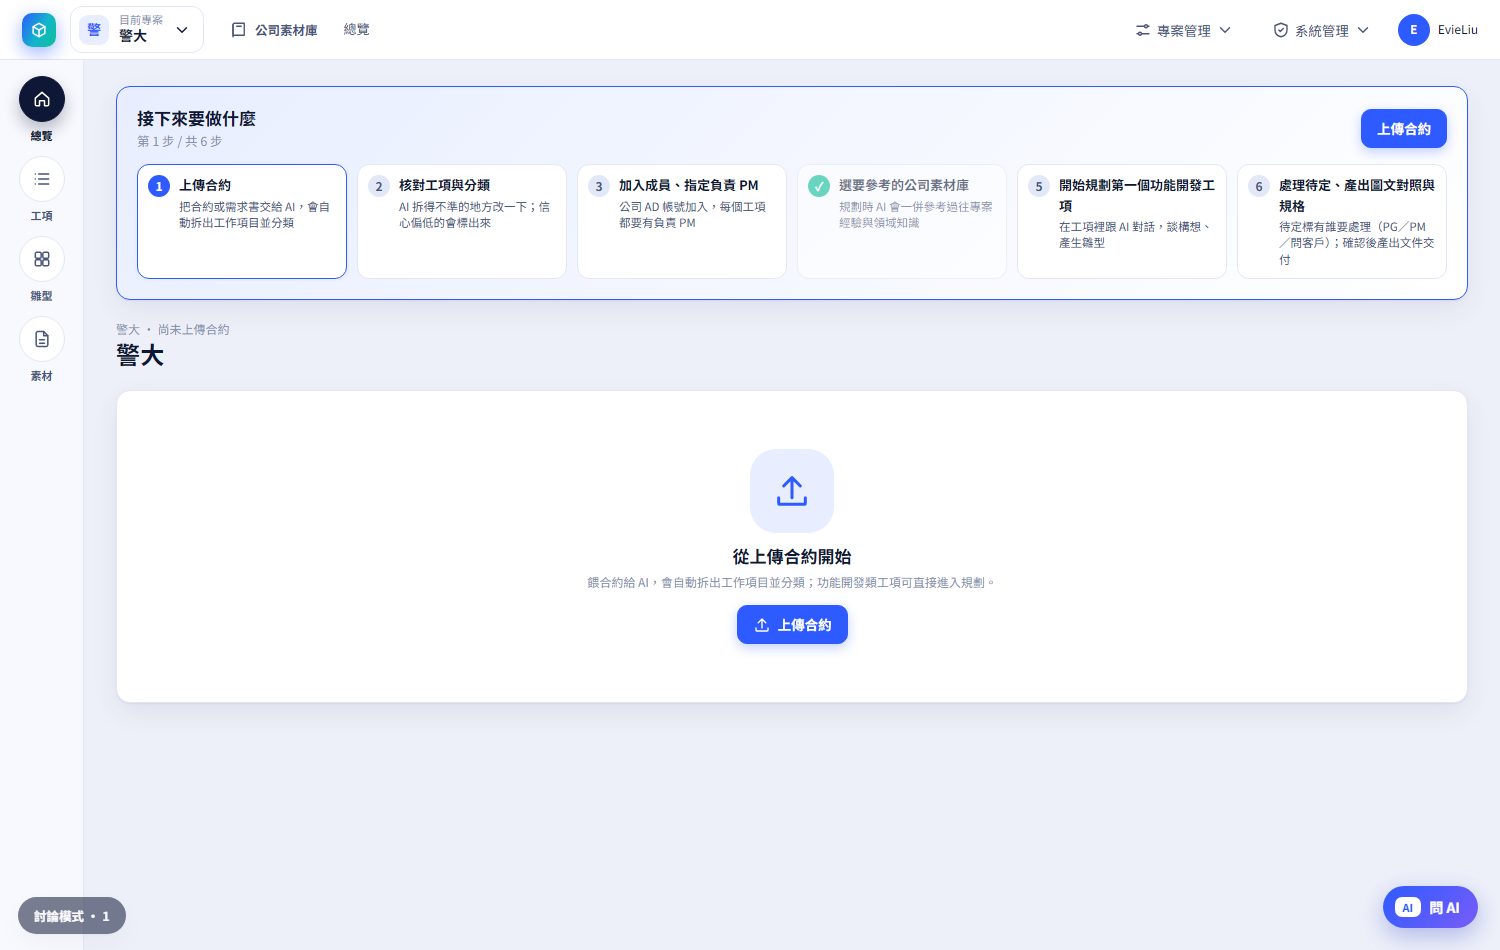 警
目前專案
警大
公司素材庫
總覽
專案管理
系統管理
E
EvieLiu
總覽
工項
雛型
素材
接下來要做什麼
第 1 步 / 共 6 步
上傳合約
1
上傳合約
把合約或需求書交給 AI，會自
動拆出工作項目並分類
2
核對工項與分類
AI 拆得不準的地方改一下；信
心偏低的會標出來
3
加入成員、指定負責 PM
公司 AD 帳號加入，每個工項
都要有負責 PM
✓
選要參考的公司素材庫
規劃時 AI 會一併參考過往專案
經驗與領域知識
5
開始規劃第一個功能開發工
項
在工項裡跟 AI 對話，談構想、
產生雛型
6
處理待定、產出圖文對照與
規格
待定標有誰要處理（PG／PM
／問客戶）；確認後產出文件交
付
警大 · 尚未上傳合約
警大
從上傳合約開始
餵合約給 AI，會自動拆出工作項目並分類；功能開發類工項可直接進入規劃。
上傳合約
討論模式 · 1
AI
問 AI